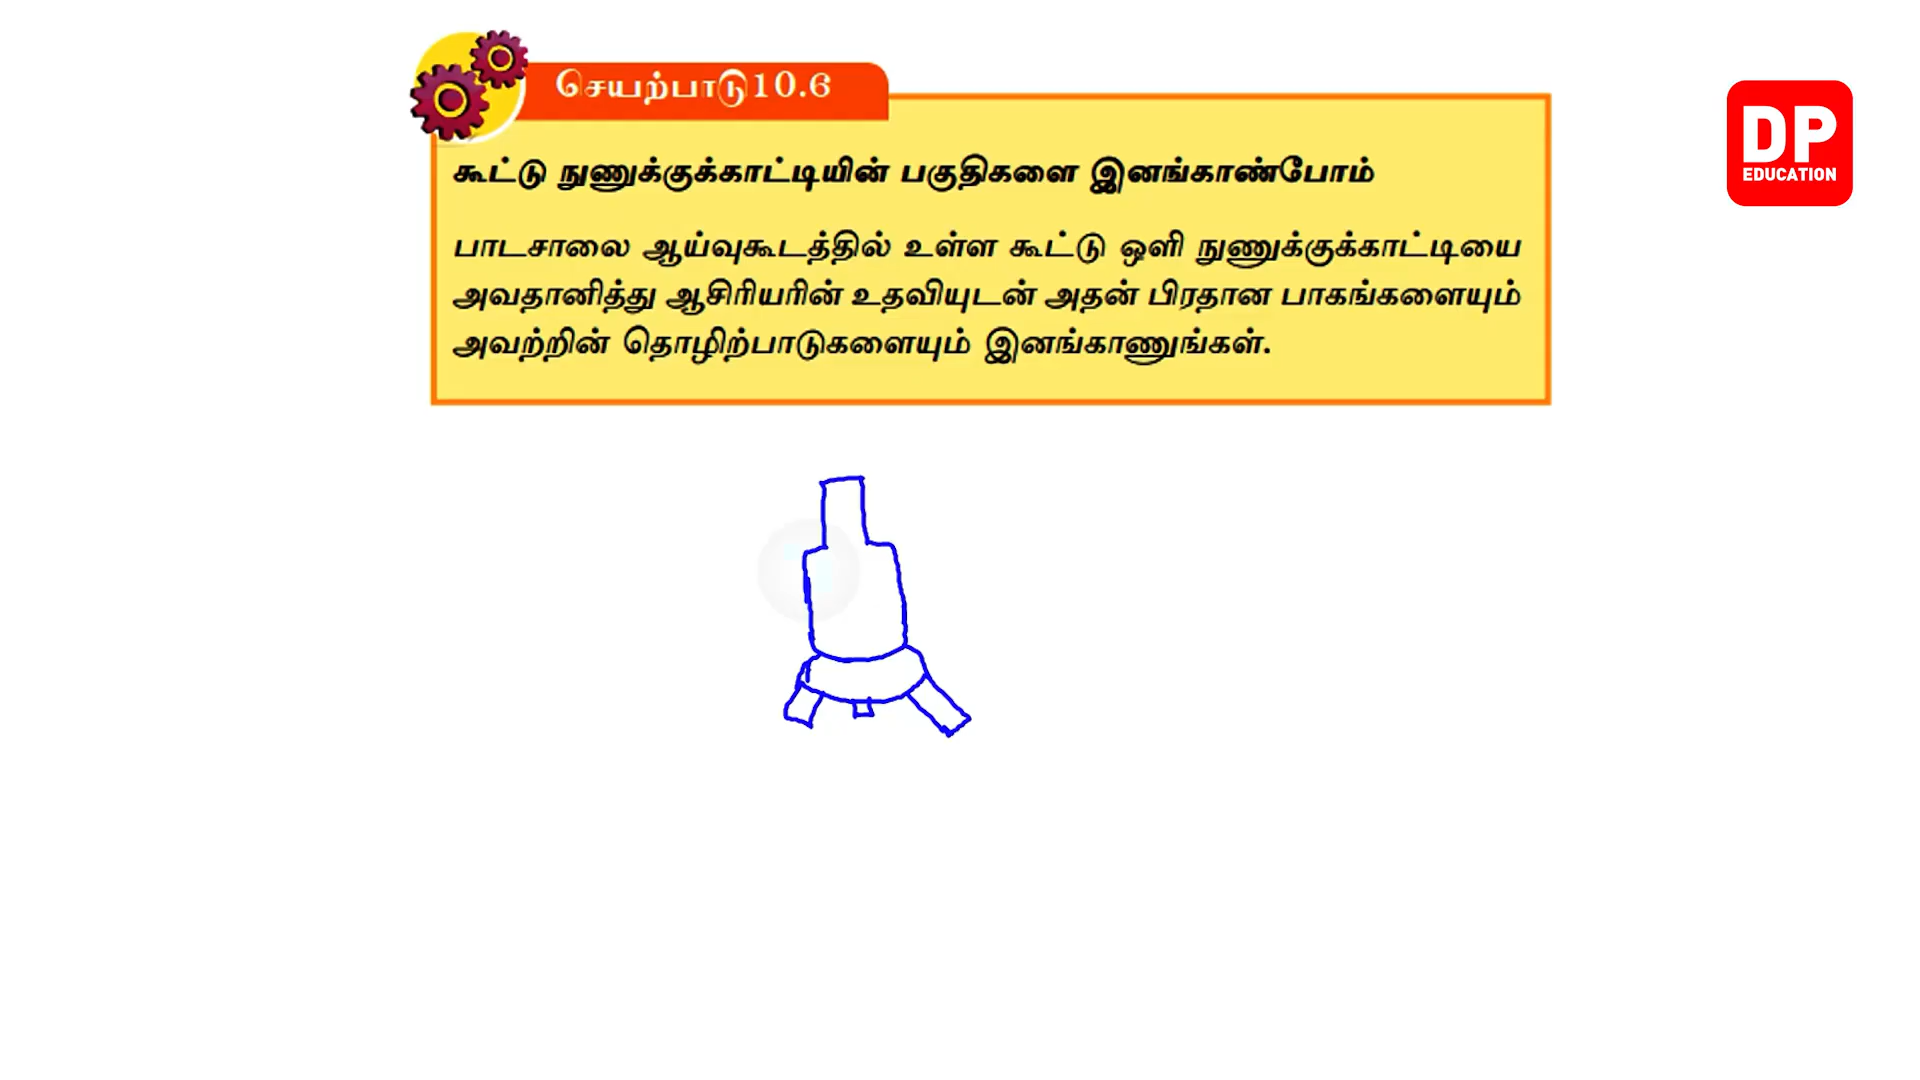 செயற்பாடு10.6
கூட்டு நுணுக்குக்காட்டியின் பகுதிகளை இனங்காண்போம்
பாடசாலை ஆய்வுகூடத்தில் உள்ள கூட்டு ஒளி நுணுக்குக்காட்டியை
அவதானித்து ஆசிரியரின் உதவியுடன் அதன் பிரதான பாகங்களையும்
அவற்றின் தொழிற்பாடுகளையும் இனங்காணுங்கள்.
DP
EDUCATION